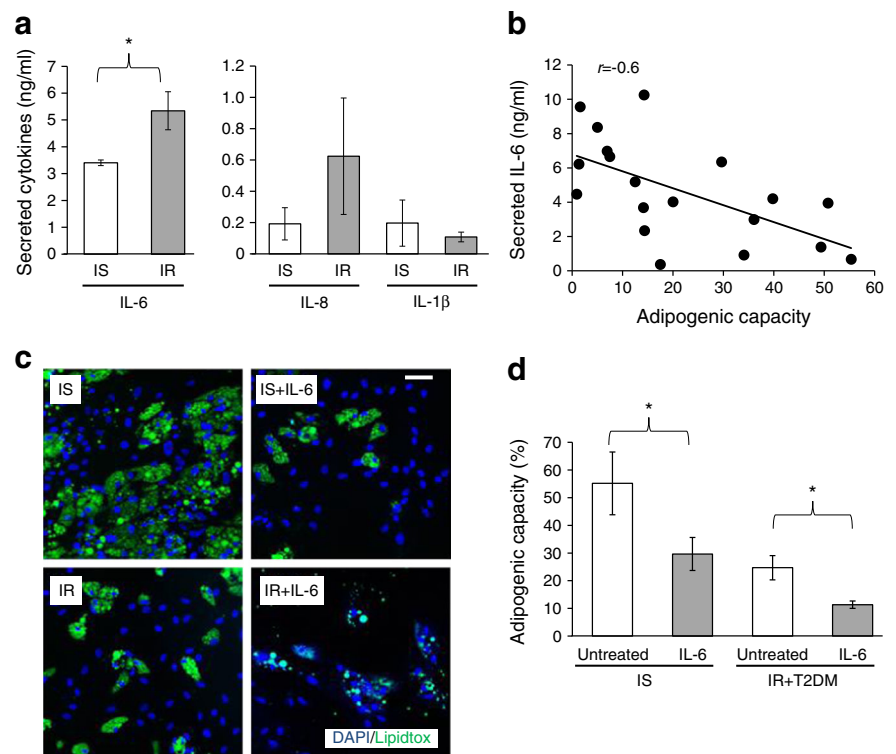 a
*
Secreted cytokines (ng/ml)
7
6
5
4
3
2
1
0
IS
IR
IL-6
1.2
1.0
0.8
0.6
0.4
0.2
0
IS
IR
IS
IR
IL-8
IL-1β
b
r=-0.6
Secreted IL-6 (ng/ml)
12
10
8
6
4
2
0
0 10 20 30 40 50 60
Adipogenic capacity
c
IS
IS+IL-6
IR
IR+IL-6
DAPI/Lipidtox
d
*
*
Adipogenic capacity (%)
70
60
50
40
30
20
10
0
Untreated IL-6 Untreated IL-6
IS IR+T2DM